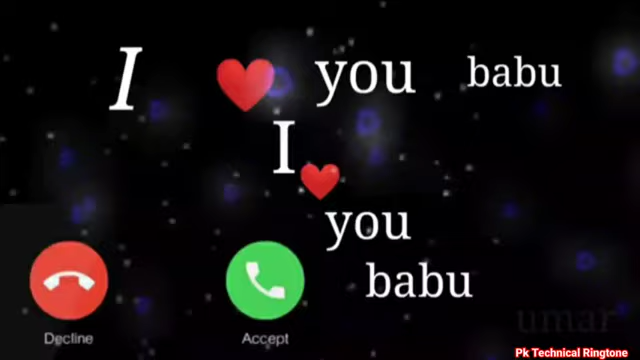 I ❤️ you babu
I ❤️
you
babu
Decline
Accept
umar
Pk Technical Ringtone